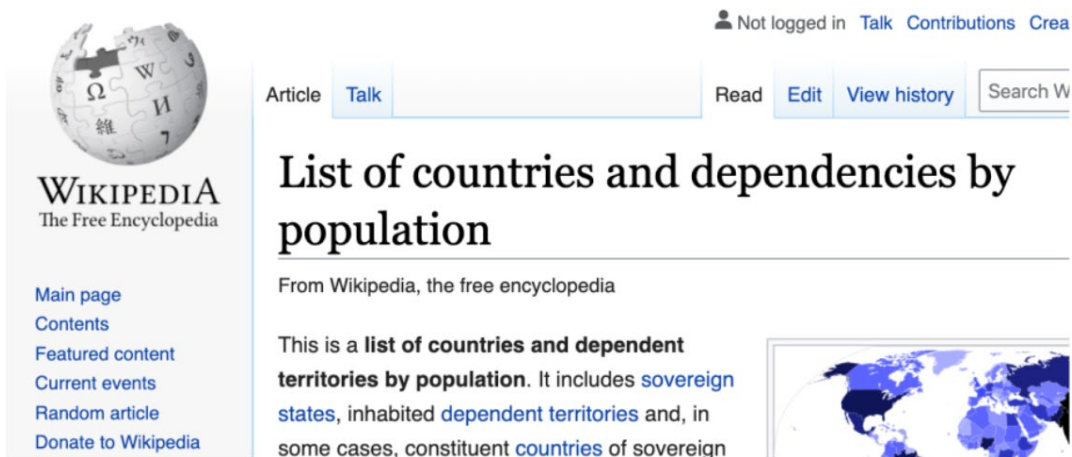 Not logged in Talk Contributions Crea
Article Talk Read Edit View history Search W
WIKIPEDIA
The Free Encyclopedia
Main page
Contents
Featured content
Current events
Random article
Donate to Wikipedia
List of countries and dependencies by
population
From Wikipedia, the free encyclopedia
This is a list of countries and dependent
territories by population. It includes sovereign
states, inhabited dependent territories and, in
some cases, constituent countries of sovereign